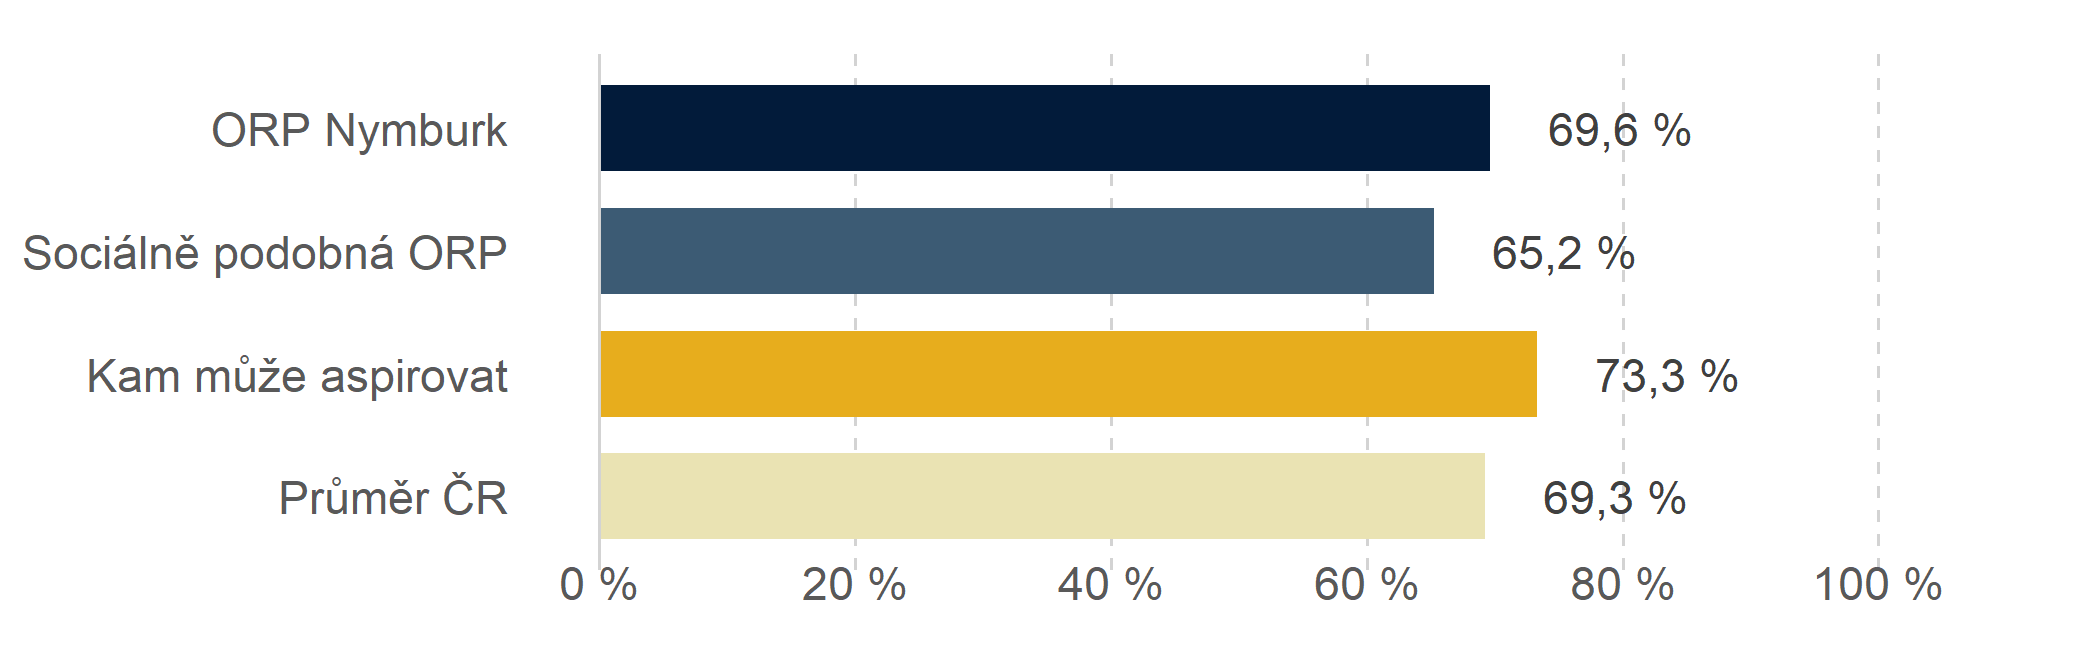 ORP Nymburk 69,6 %
Sociálně podobná ORP 65,2 %
Kam může aspirovat 73,3 %
Průměr ČR 69,3 %
0 % 20 % 40 % 60 % 80 % 100 %